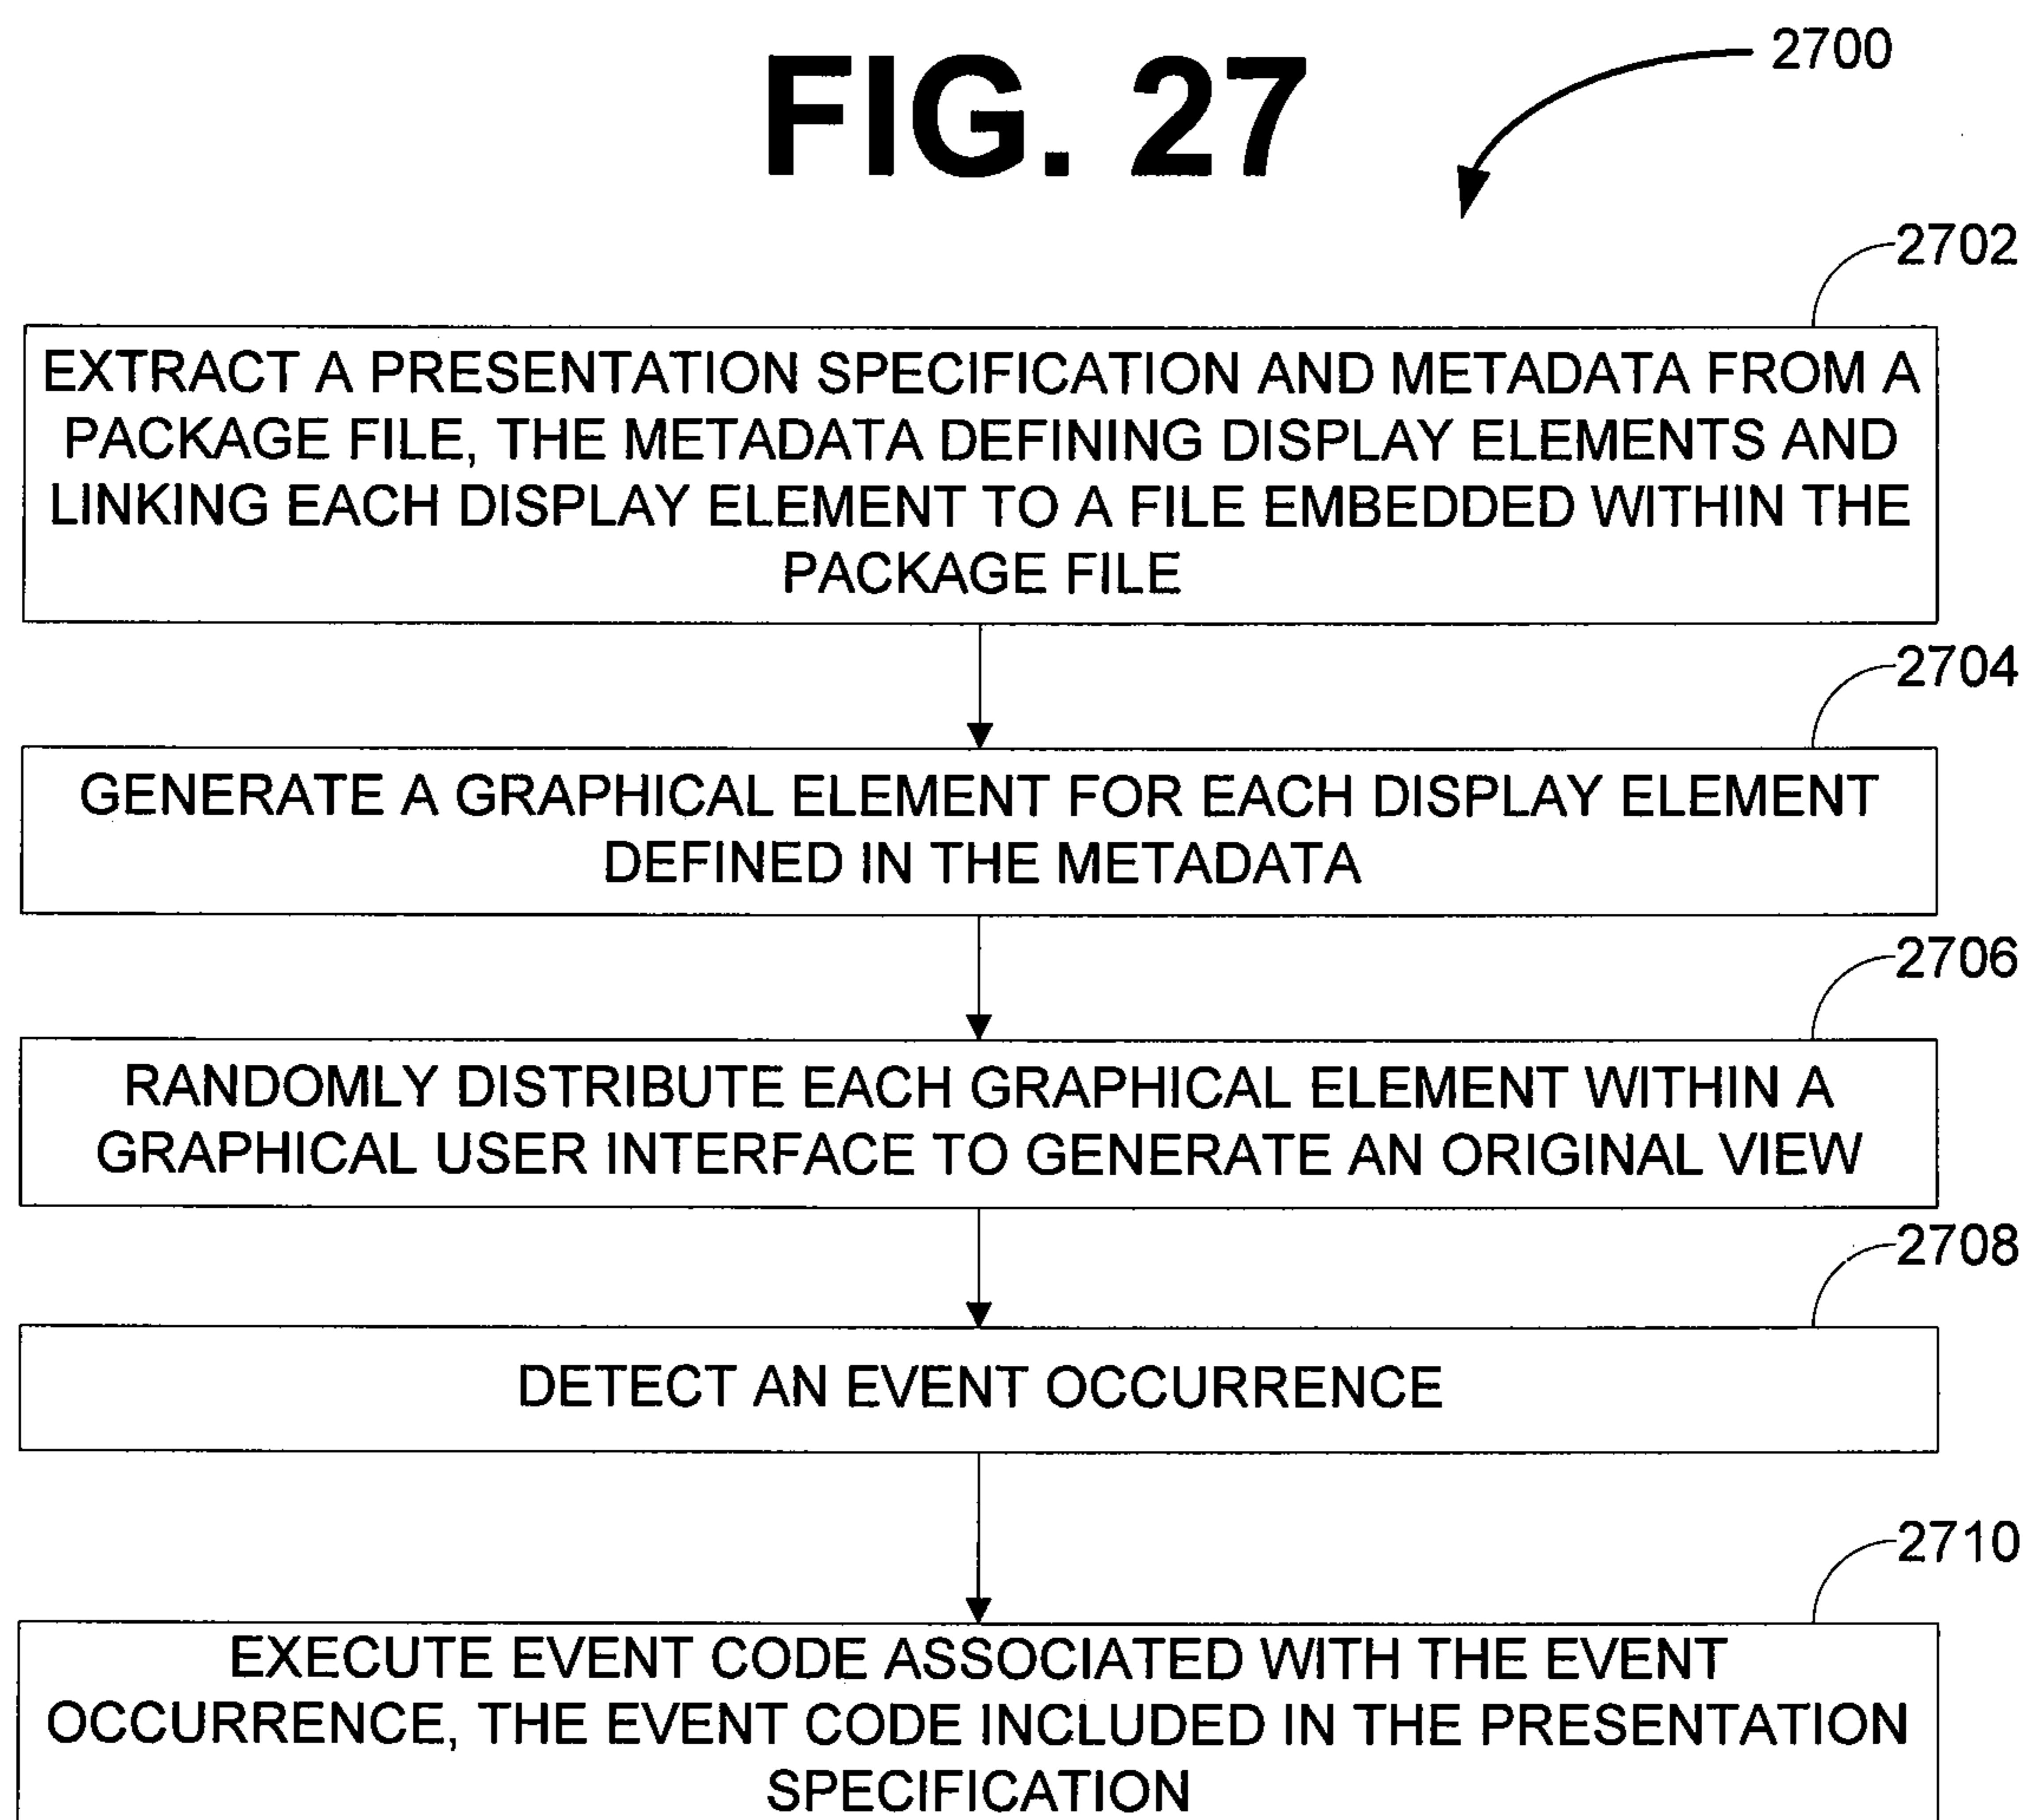 FIG. 27
2700
2702
EXTRACT A PRESENTATION SPECIFICATION AND METADATA FROM A
PACKAGE FILE, THE METADATA DEFINING DISPLAY ELEMENTS AND
LINKING EACH DISPLAY ELEMENT TO A FILE EMBEDDED WITHIN THE
PACKAGE FILE
2704
GENERATE A GRAPHICAL ELEMENT FOR EACH DISPLAY ELEMENT
DEFINED IN THE METADATA
2706
RANDOMLY DISTRIBUTE EACH GRAPHICAL ELEMENT WITHIN A
GRAPHICAL USER INTERFACE TO GENERATE AN ORIGINAL VIEW
2708
DETECT AN EVENT OCCURRENCE
2710
EXECUTE EVENT CODE ASSOCIATED WITH THE EVENT
OCCURRENCE, THE EVENT CODE INCLUDED IN THE PRESENTATION
SPECIFICATION